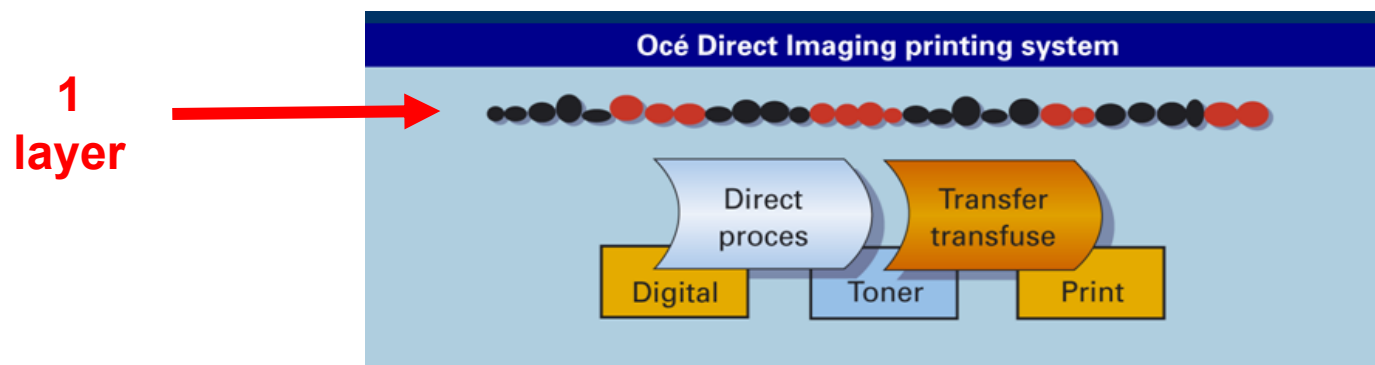 Océ Direct Imaging printing system
1
layer
Direct
proces
Transfer
transfuse
Digital
Toner
Print